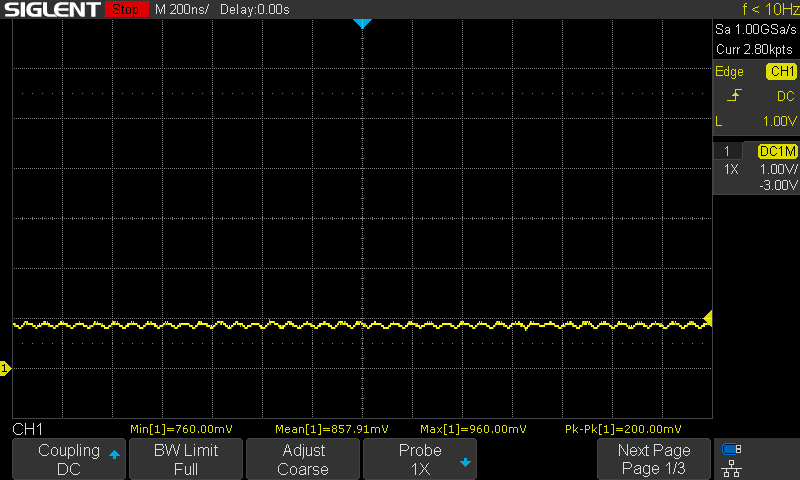 SIGLENT Stop M 200ns/ Delay:0.00s f < 10Hz
Sa 1.00GSa/s
Curr 2.80kpts
Edge CH1
DC
L 1.00V
1 DC1M
1X 1.00V/
-3.00V
1
CH1 Min[1]=760.00mV Mean[1]=857.91mV Max[1]=960.00mV Pk-Pk[1]=200.00mV
Coupling BW Limit Adjust Probe Next Page
DC Full Coarse 1X Page 1/3